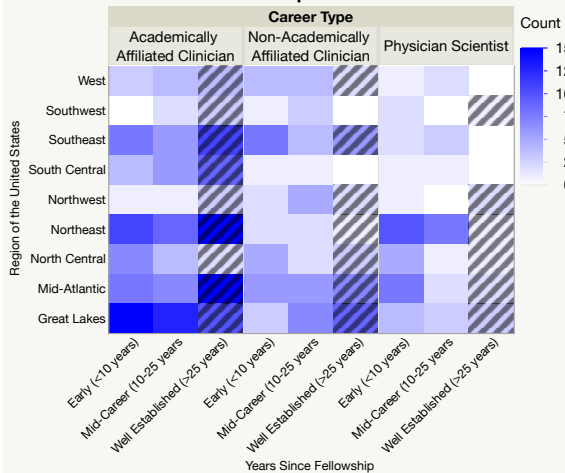 Career Type
Count
Academically
Affiliated Clinician
Non-Academically
Affiliated Clinician
Physician Scientist
West
Southwest
Southeast
South Central
Northwest
Northeast
North Central
Mid-Atlantic
Great Lakes
Region of the United States
Early (<10 years)
Mid-Career (10-25 years
Well Established (>25 years)
Early (<10 years)
Mid-Career (10-25 years
Well Established (>25 years)
Early (<10 years)
Mid-Career (10-25 years
Well Established (>25 years)
Years Since Fellowship